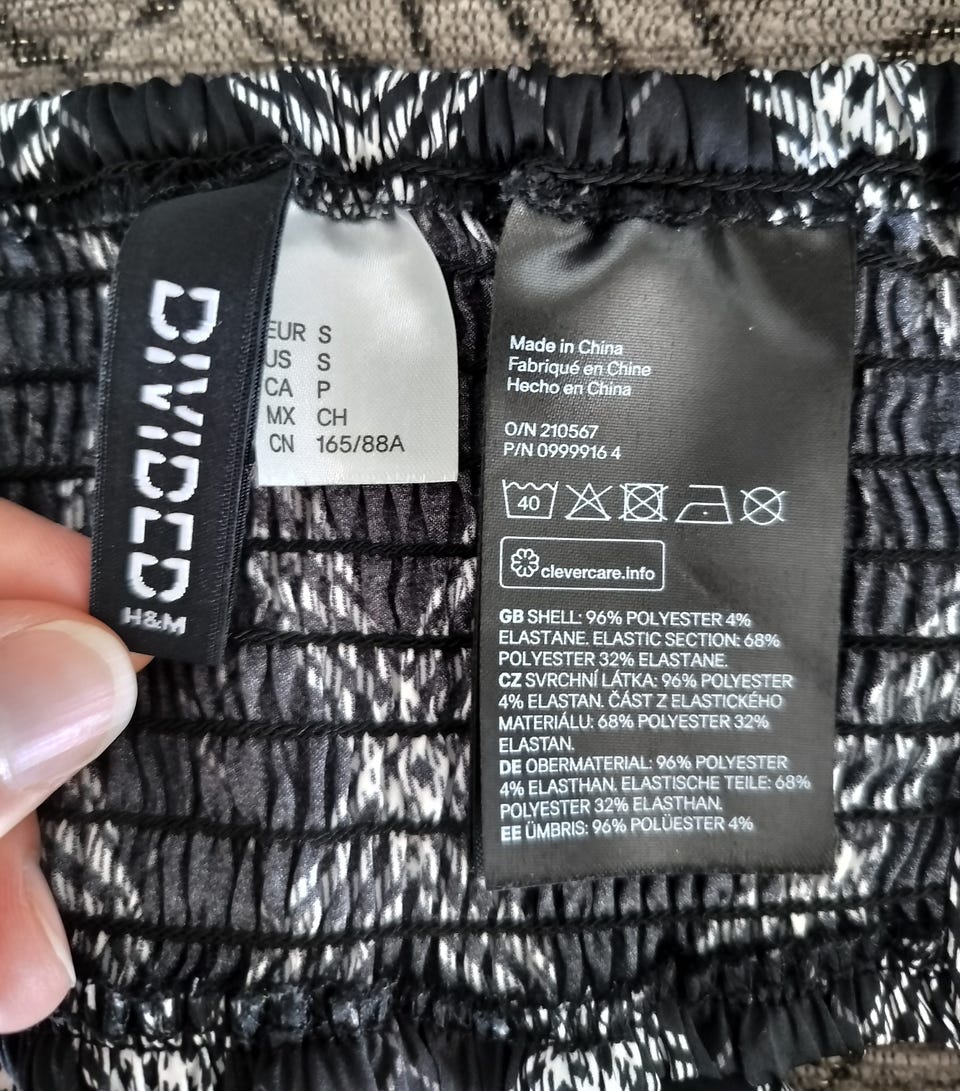 DIVIDED
H&M
EUR S
US S
CA P
MX CH
CN 165/88A
Made in China
Fabriqué en Chine
Hecho en China
O/N 210567
P/N 0999916 4
40
clevercare.info
GB SHELL: 96% POLYESTER 4%
ELASTANE. ELASTIC SECTION: 68%
POLYESTER 32% ELASTANE.
CZ SVRCHNÍ LÁTKA: 96% POLYESTER
4% ELASTAN. ČÁST Z ELASTICKÉHO
MATERIÁLU: 68% POLYESTER 32%
ELASTAN.
DE OBERMATERIAL: 96% POLYESTER
4% ELASTHAN. ELASTISCHE TEILE: 68%
POLYESTER 32% ELASTHAN.
EE ÜMBRIS: 96% POLÜESTER 4%